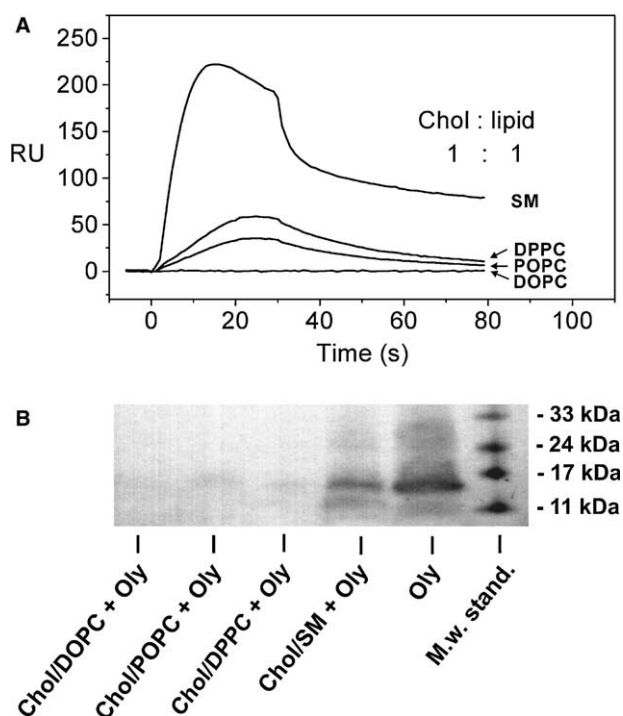 A
250
200
RU
150
100
50
0
Chol : lipid
1 : 1
SM
DPPC
POPC
DOPC
0 20 40 60 80 100
Time (s)
B
- 33 kDa
- 24 kDa
- 17 kDa
- 11 kDa
Chol/DOPC + Oly
Chol/POPC + Oly
Chol/DPPC + Oly
Chol/SM + Oly
Oly
M.w. stand.